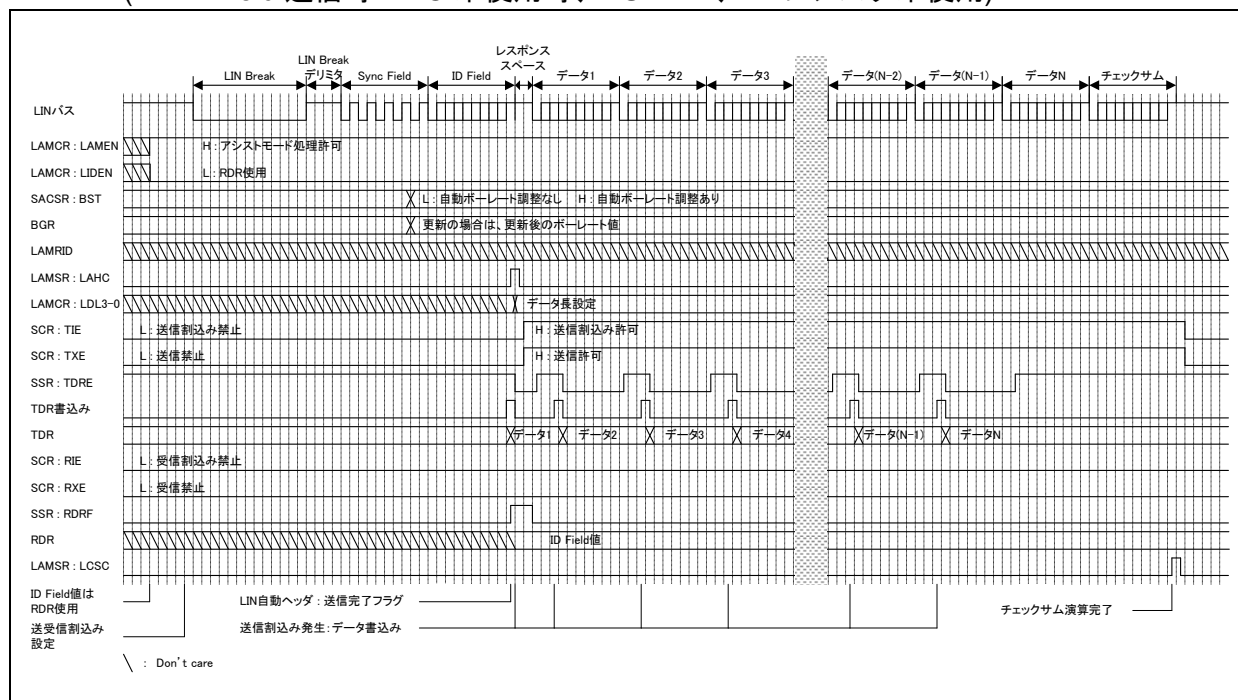 レスポンス
スペース
LIN Break
デリミタ
LIN Break
Sync Field
ID Field
データ1
データ2
データ3
データ(N-2)
データ(N-1)
データN
チェックサム
LINバス
LAMCR : LAMEN
H : アシストモード処理許可
LAMCR : LIDEN
L : RDR使用
SACSR : BST
L : 自動ボーレート調整なし H : 自動ボーレート調整あり
BGR
更新の場合は、更新後のボーレート値
LAMRID
LAMSR : LAHC
LAMCR : LDL3-0
データ長設定
SCR : TIE
L : 送信割込み禁止
H : 送信割込み許可
SCR : TXE
L : 送信禁止
H : 送信許可
SSR : TDRE
TDR書込み
TDR
データ1
データ2
データ3
データ4
データ(N-1)
データN
SCR : RIE
L : 受信割込み禁止
SCR : RXE
L : 受信禁止
SSR : RDRF
RDR
ID Field値
LAMSR : LCSC
ID Field値は
RDR使用
LIN自動ヘッダ : 送信完了フラグ
チェックサム演算完了
送受信割込み
設定
送信割込み発生 : データ書込み
: Don't care